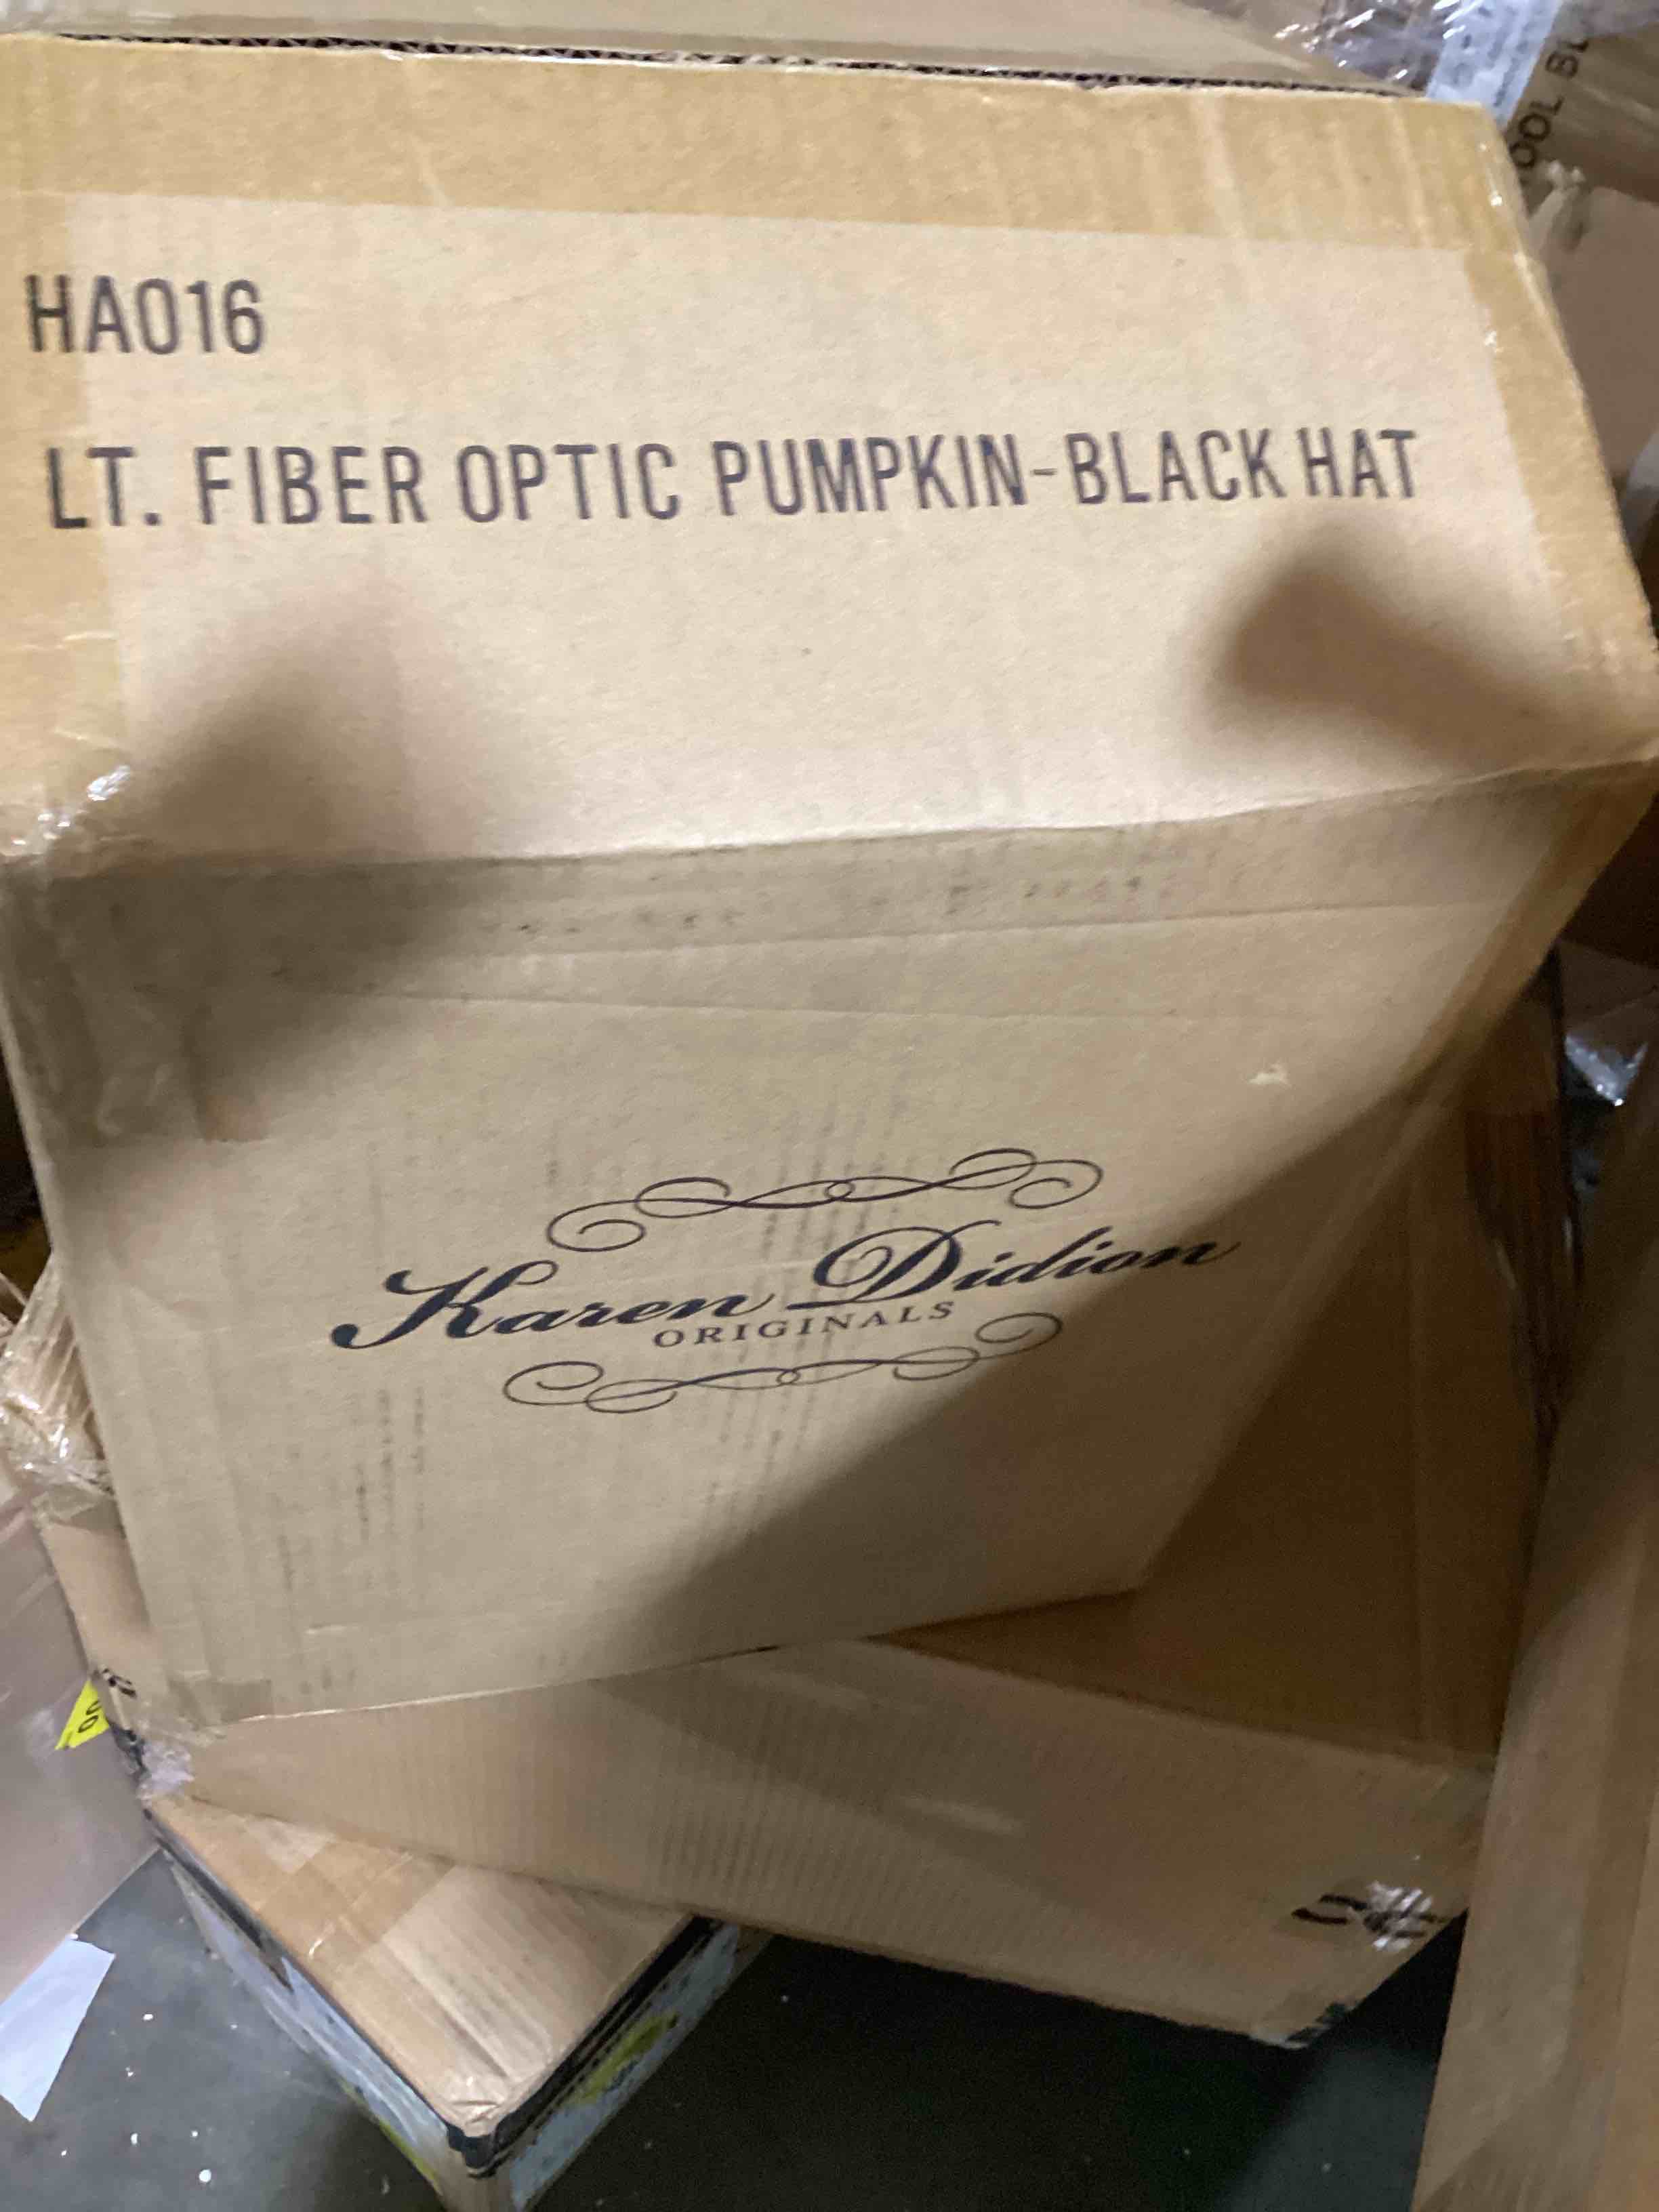 HA016
LT. FIBER OPTIC PUMPKIN-BLACK HAT
Karen Didion
ORIGINALS